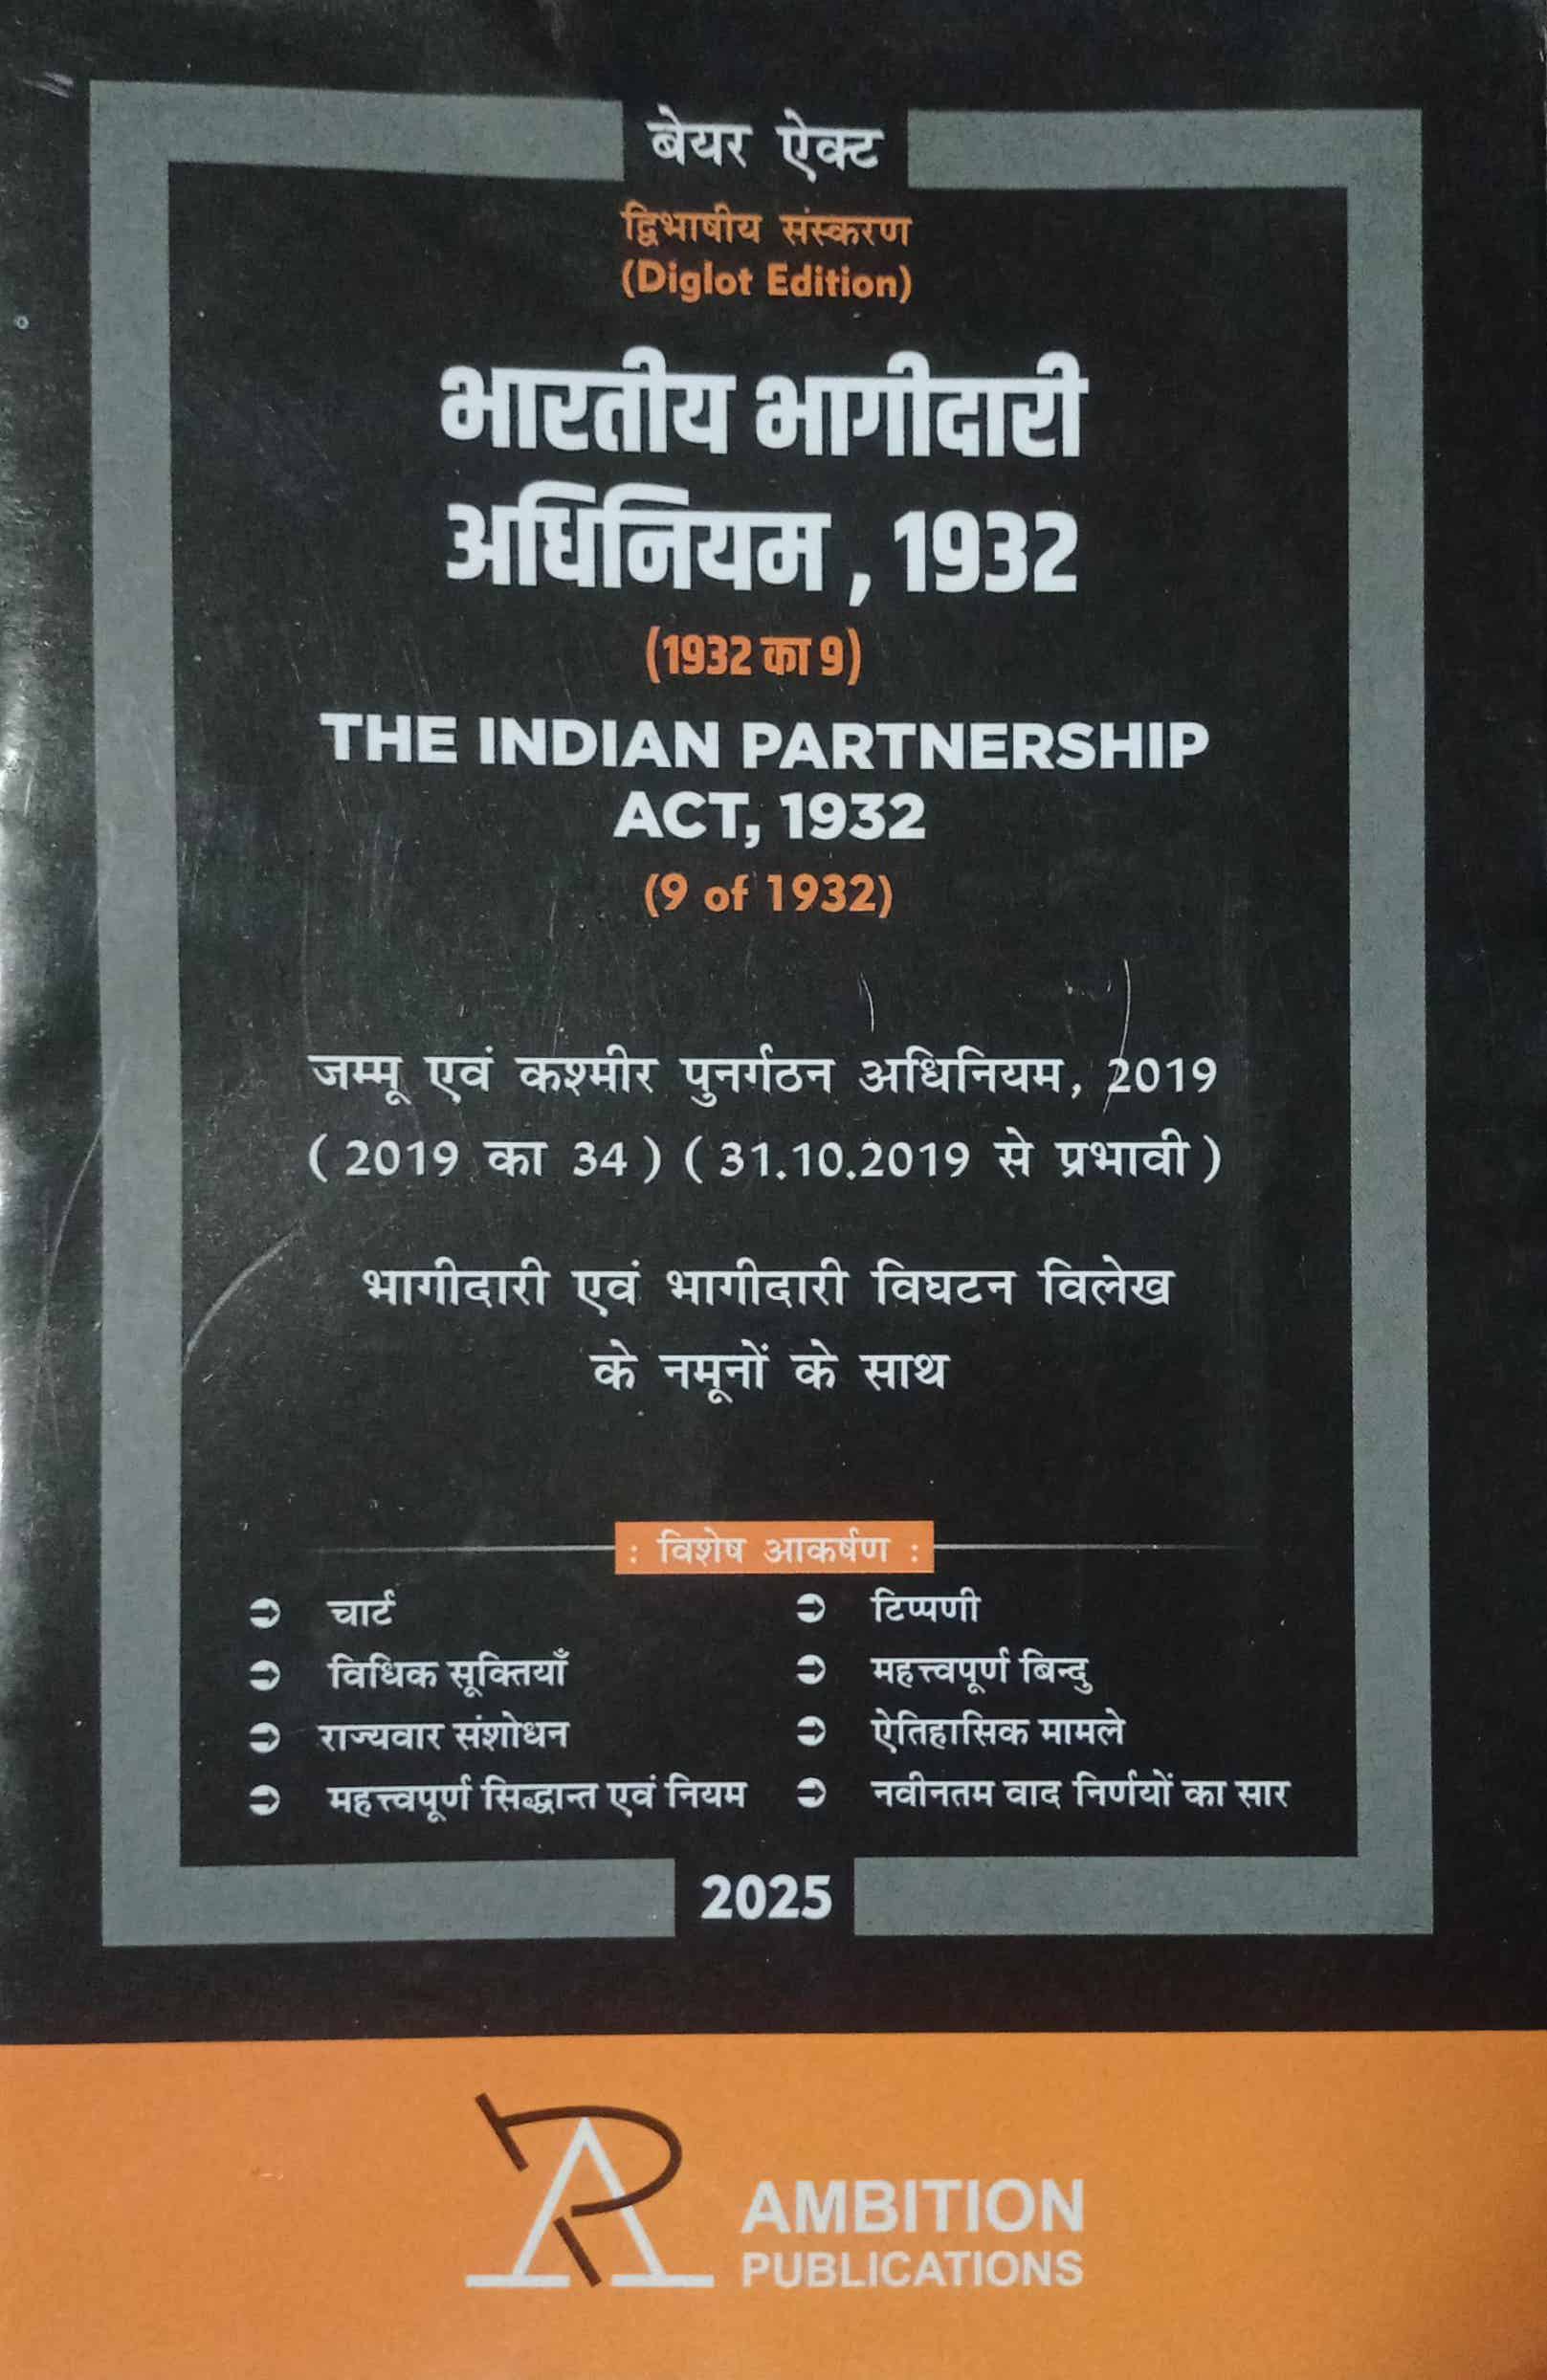 बेयर ऐक्ट
द्विभाषीय संस्करण
(Diglot Edition)
भारतीय भागीदारी
अधिनियम , 1932
(1932 का 9)
THE INDIAN PARTNERSHIP
ACT, 1932
(9 of 1932)
जम्मू एवं कश्मीर पुनर्गठन अधिनियम, 2019
( 2019 का 34 ) ( 31.10.2019 से प्रभावी )
भागीदारी एवं भागीदारी विघटन विलेख
के नमूनों के साथ
: विशेष आकर्षण :
➲ चार्ट ➲ टिप्पणी
➲ विधिक सूक्तियाँ ➲ महत्त्वपूर्ण बिन्दु
➲ राज्यवार संशोधन ➲ ऐतिहासिक मामले
➲ महत्त्वपूर्ण सिद्धान्त एवं नियम ➲ नवीनतम वाद निर्णयों का सार
2025
AMBITION
PUBLICATIONS